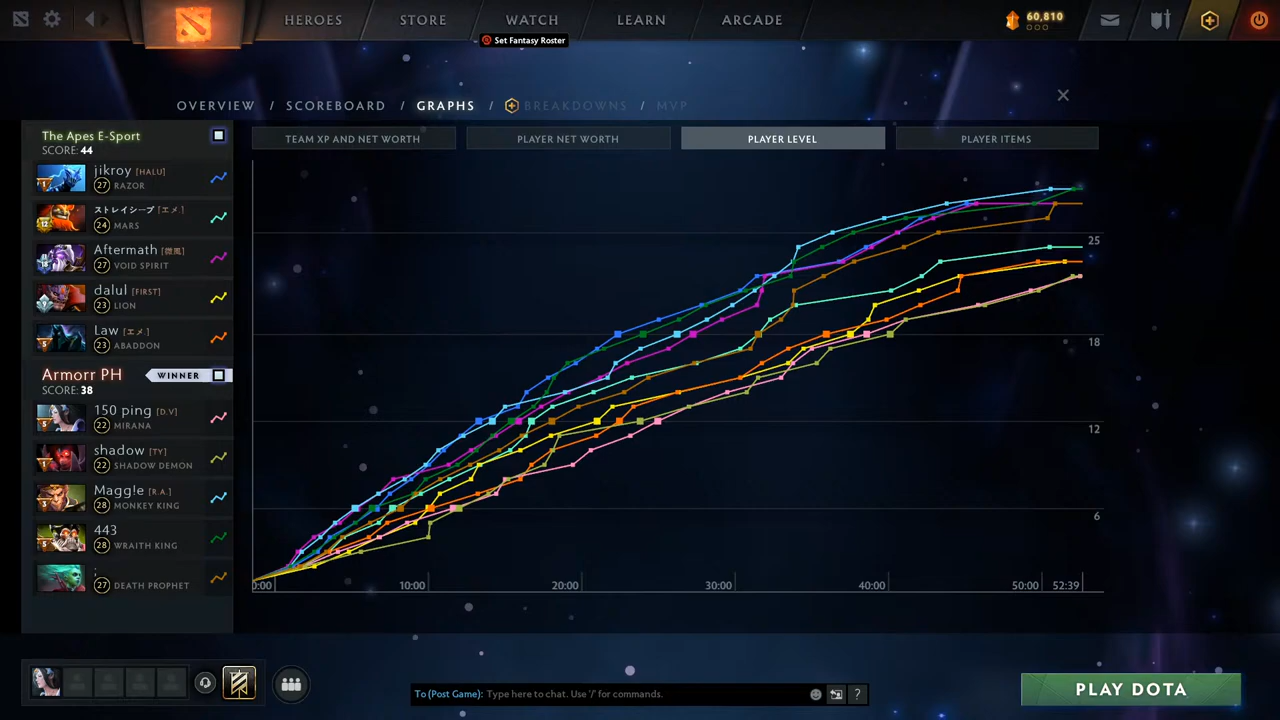 HEROES
STORE
WATCH
LEARN
ARCADE
60,810
Set Fantasy Roster
OVERVIEW / SCOREBOARD / GRAPHS / BREAKDOWNS / MVP
TEAM XP AND NET WORTH
PLAYER NET WORTH
PLAYER LEVEL
PLAYER ITEMS
The Apes E-Sport
SCORE: 44
jikroy [HALU]
27 RAZOR
ストレイシープ [エメ.]
24 MARS
Aftermath [微風]
27 VOID SPIRIT
dalul [FIRST]
23 LION
Law [エメ.]
23 ABADDON
Armorr PH
WINNER
SCORE: 38
150 ping [D.V]
22 MIRANA
shadow [TY]
22 SHADOW DEMON
Magg!e [R.A.]
28 MONKEY KING
443
28 WRAITH KING
27 DEATH PROPHET
25
18
12
6
0:00
10:00
20:00
30:00
40:00
50:00
52:39
To (Post Game): Type here to chat. Use '/' for commands.
?
PLAY DOTA